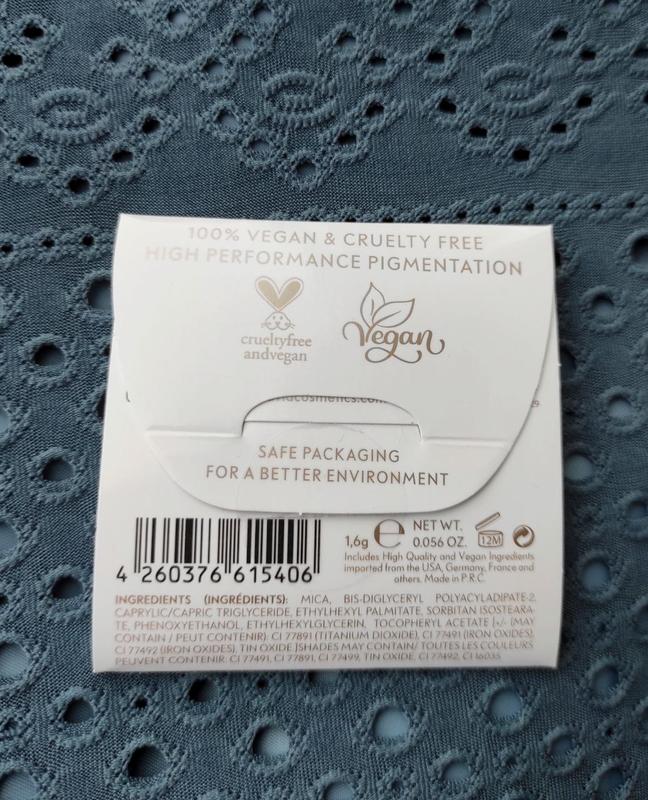 100% VEGAN & CRUELTY FREE
HIGH PERFORMANCE PIGMENTATION
crueltyfree
andvegan
Vegan
SAFE PACKAGING
FOR A BETTER ENVIRONMENT
4 260376 615406
1,6g e NET WT.
0.056 OZ.
12M
Includes High Quality and Vegan Ingredients
imported from the USA, Germany, France and
others. Made in P.R.C.
INGREDIENTS (INGRÉDIENTS): MICA, BIS-DIGLYCERYL POLYACYLADIPATE-2,
CAPRYLIC/CAPRIC TRIGLYCERIDE, ETHYLHEXYL PALMITATE, SORBITAN ISOSTEARA-
TE, PHENOXYETHANOL, ETHYLHEXYLGLYCERIN, TOCOPHERYL ACETATE [+/- (MAY
CONTAIN / PEUT CONTENIR): CI 77891 (TITANIUM DIOXIDE), CI 77491 (IRON OXIDES),
CI 77492 (IRON OXIDES), TIN OXIDE ]SHADES MAY CONTAIN/ TOUTES LES COULEURS
PEUVENT CONTENIR: CI 77491, CI 77891, CI 77499, TIN OXIDE, CI 77492, CI 16035